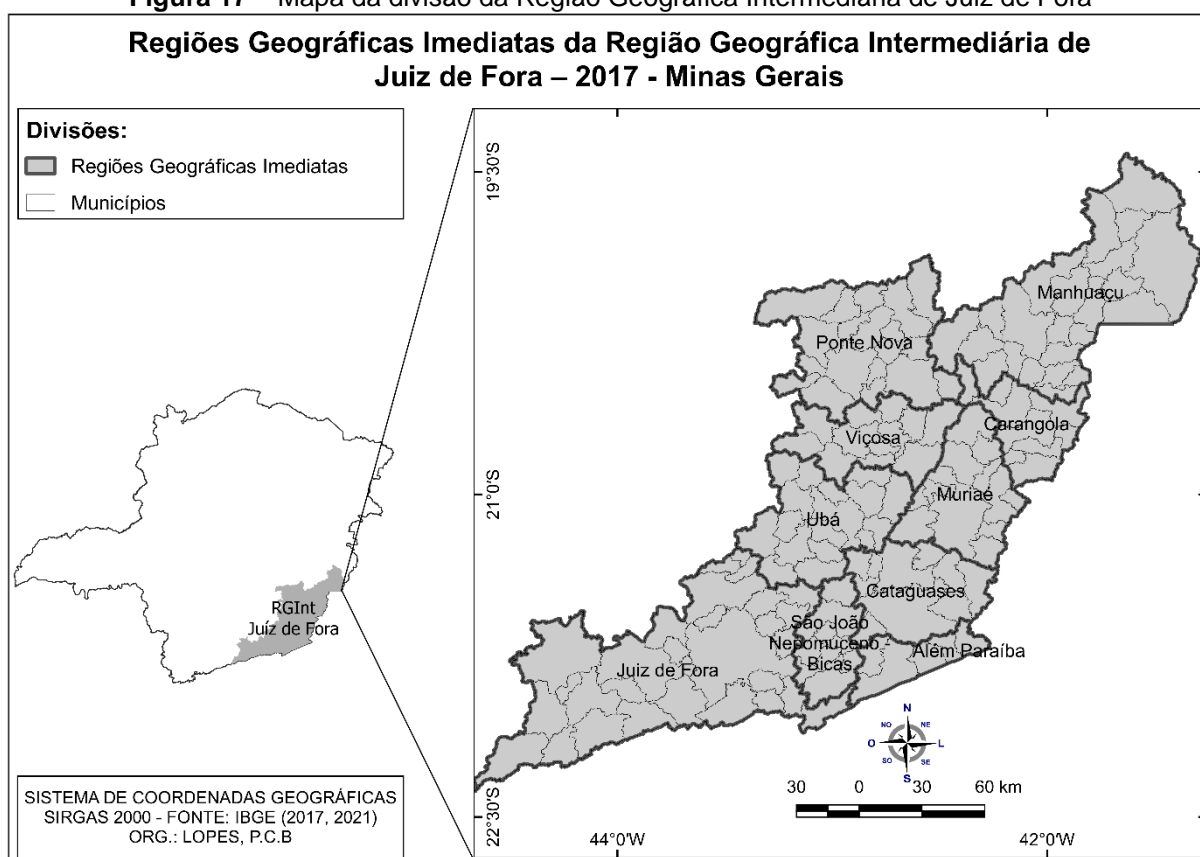 Figura 17 – Mapa da divisão da Região Geográfica Intermediária de Juiz de Fora
Regiões Geográficas Imediatas da Região Geográfica Intermediária de
Juiz de Fora – 2017 - Minas Gerais
Divisões:
Regiões Geográficas Imediatas
Municípios
RGInt
Juíz de Fora
SISTEMA DE COORDENADAS GEOGRÁFICAS
SIRGAS 2000 - FONTE: IBGE (2017, 2021)
ORG.: LOPES, P.C.B
19°30'S
21°0'S
22°30'S
Manhuaçu
Ponte Nova
Carangola
Viçosa
Muriaé
Ubá
Cataguases
São João
Nepomuceno -
Bicas
Além Paraíba
Juiz de Fora
N
NO
NE
O
L
SO
SE
S
30 0 30 60 km
44°0'W
42°0'W